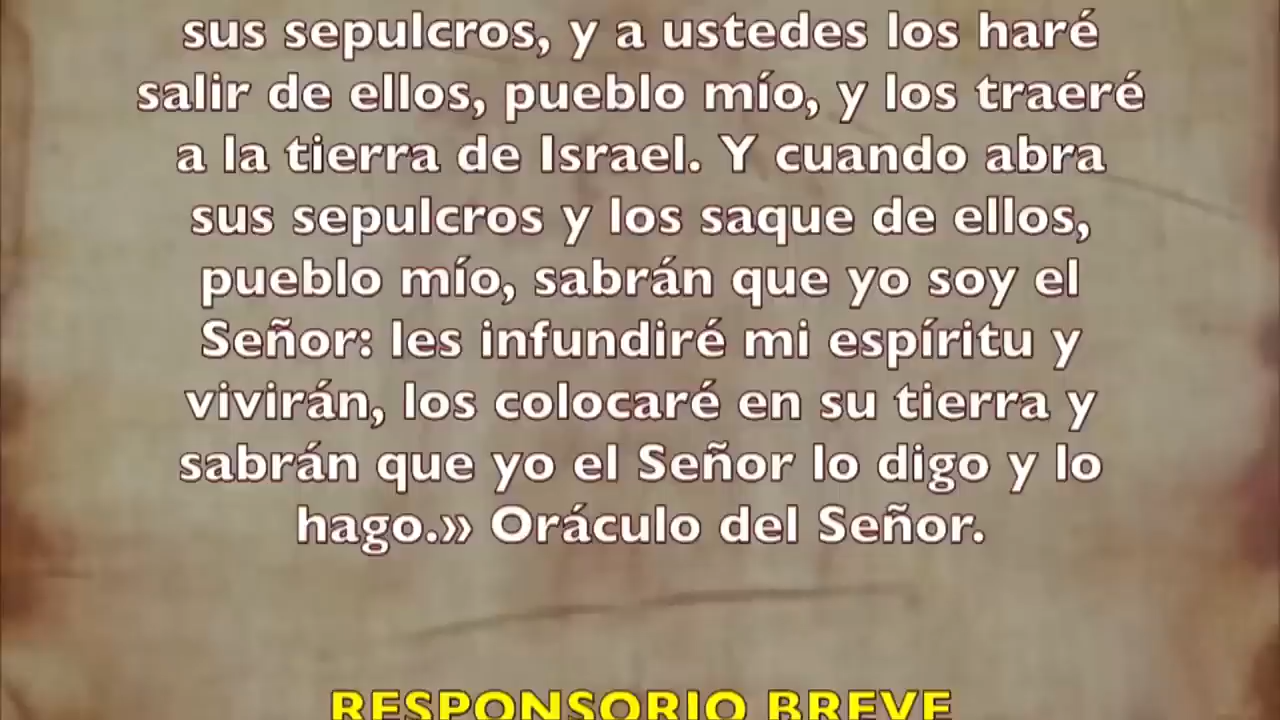 sus sepulcros, y a ustedes los haré
salir de ellos, pueblo mío, y los traeré
a la tierra de Israel. Y cuando abra
sus sepulcros y los saque de ellos,
pueblo mío, sabrán que yo soy el
Señor: les infundiré mi espíritu y
vivirán, los colocaré en su tierra y
sabrán que yo el Señor lo digo y lo
hago.» Oráculo del Señor.
RESPONSORIO BREVE